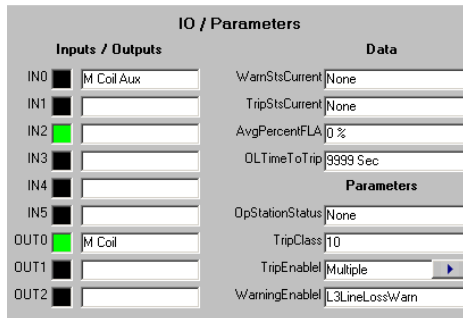 IO / Parameters
Inputs / Outputs
Data
IN0 M Coil Aux
WarnStsCurrent None
IN1
TripStsCurrent None
IN2
AvgPercentFLA 0 %
IN3
OLTimeToTrip 9999 Sec
IN4
Parameters
IN5
OpStationStatus None
OUT0 M Coil
TripClass 10
OUT1
TripEnableI Multiple
OUT2
WarningEnableI L3LineLossWarn